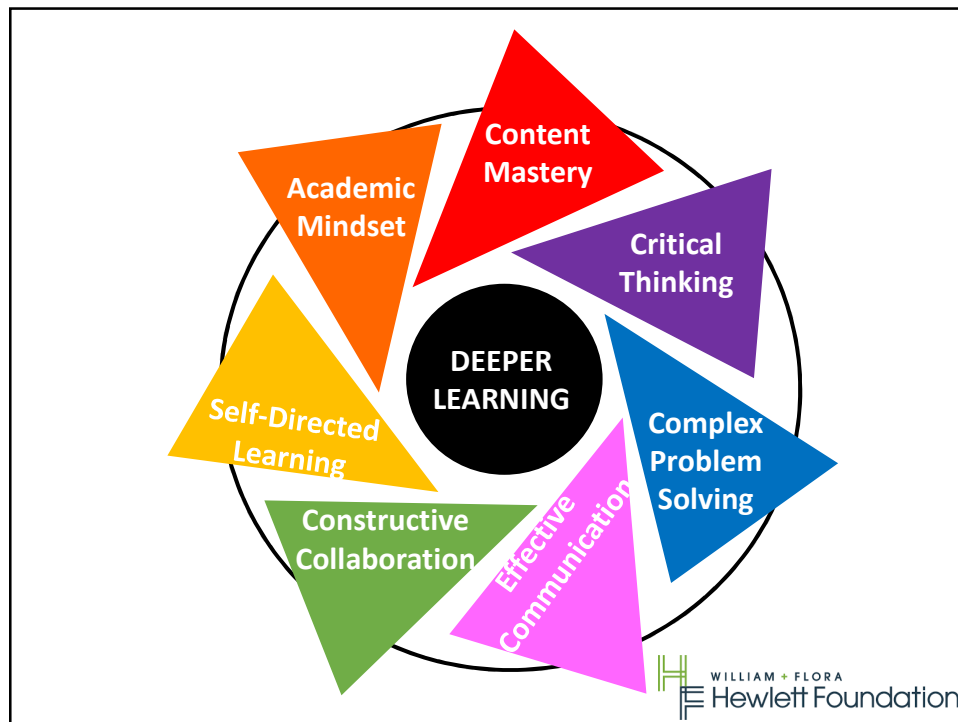 Content
Mastery
Academic
Mindset
Critical
Thinking
DEEPER
LEARNING
Self-Directed
Learning
Complex
Problem
Solving
Constructive
Collaboration
Effective
Communication
WILLIAM + FLORA
Hewlett Foundation